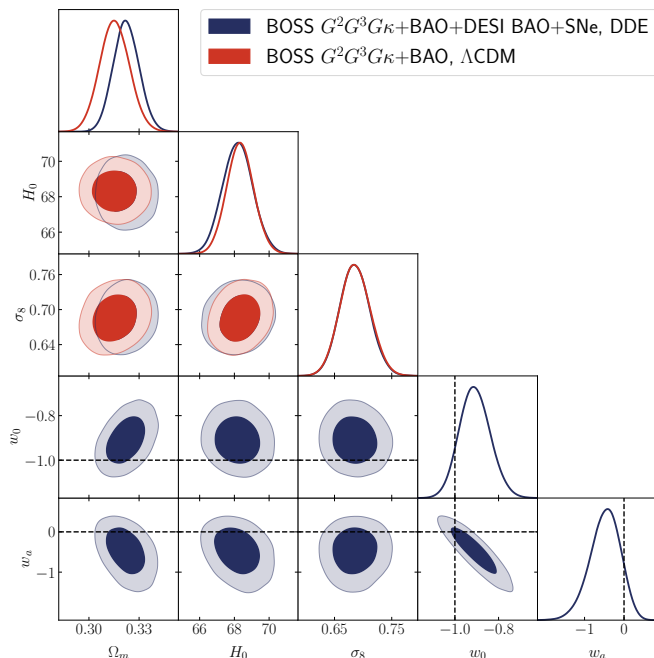 BOSS G²G³Gκ+BAO+DESI BAO+SNe, DDE
BOSS G²G³Gκ+BAO, ΛCDM
70
68
66
H₀
0.76
0.70
0.64
σ₈
−0.8
−1.0
w₀
0
−1
wₐ
0.30 0.33 66 68 70 0.65 0.75 −1.0 −0.8 −1 0
Ωₘ H₀ σ₈ w₀ wₐ